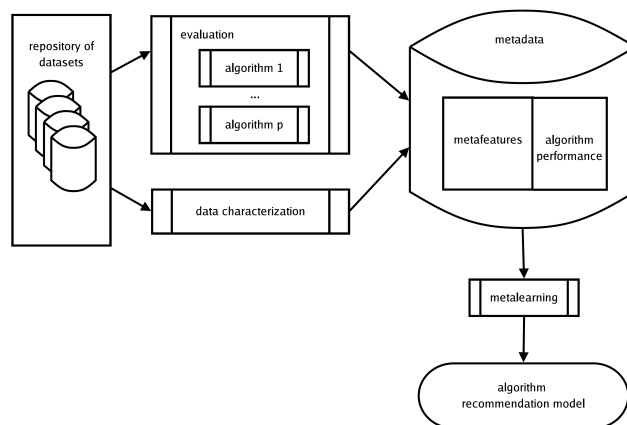 repository of
datasets
evaluation
algorithm 1
...
algorithm p
data characterization
metadata
metafeatures
algorithm
performance
metalearning
algorithm
recommendation model